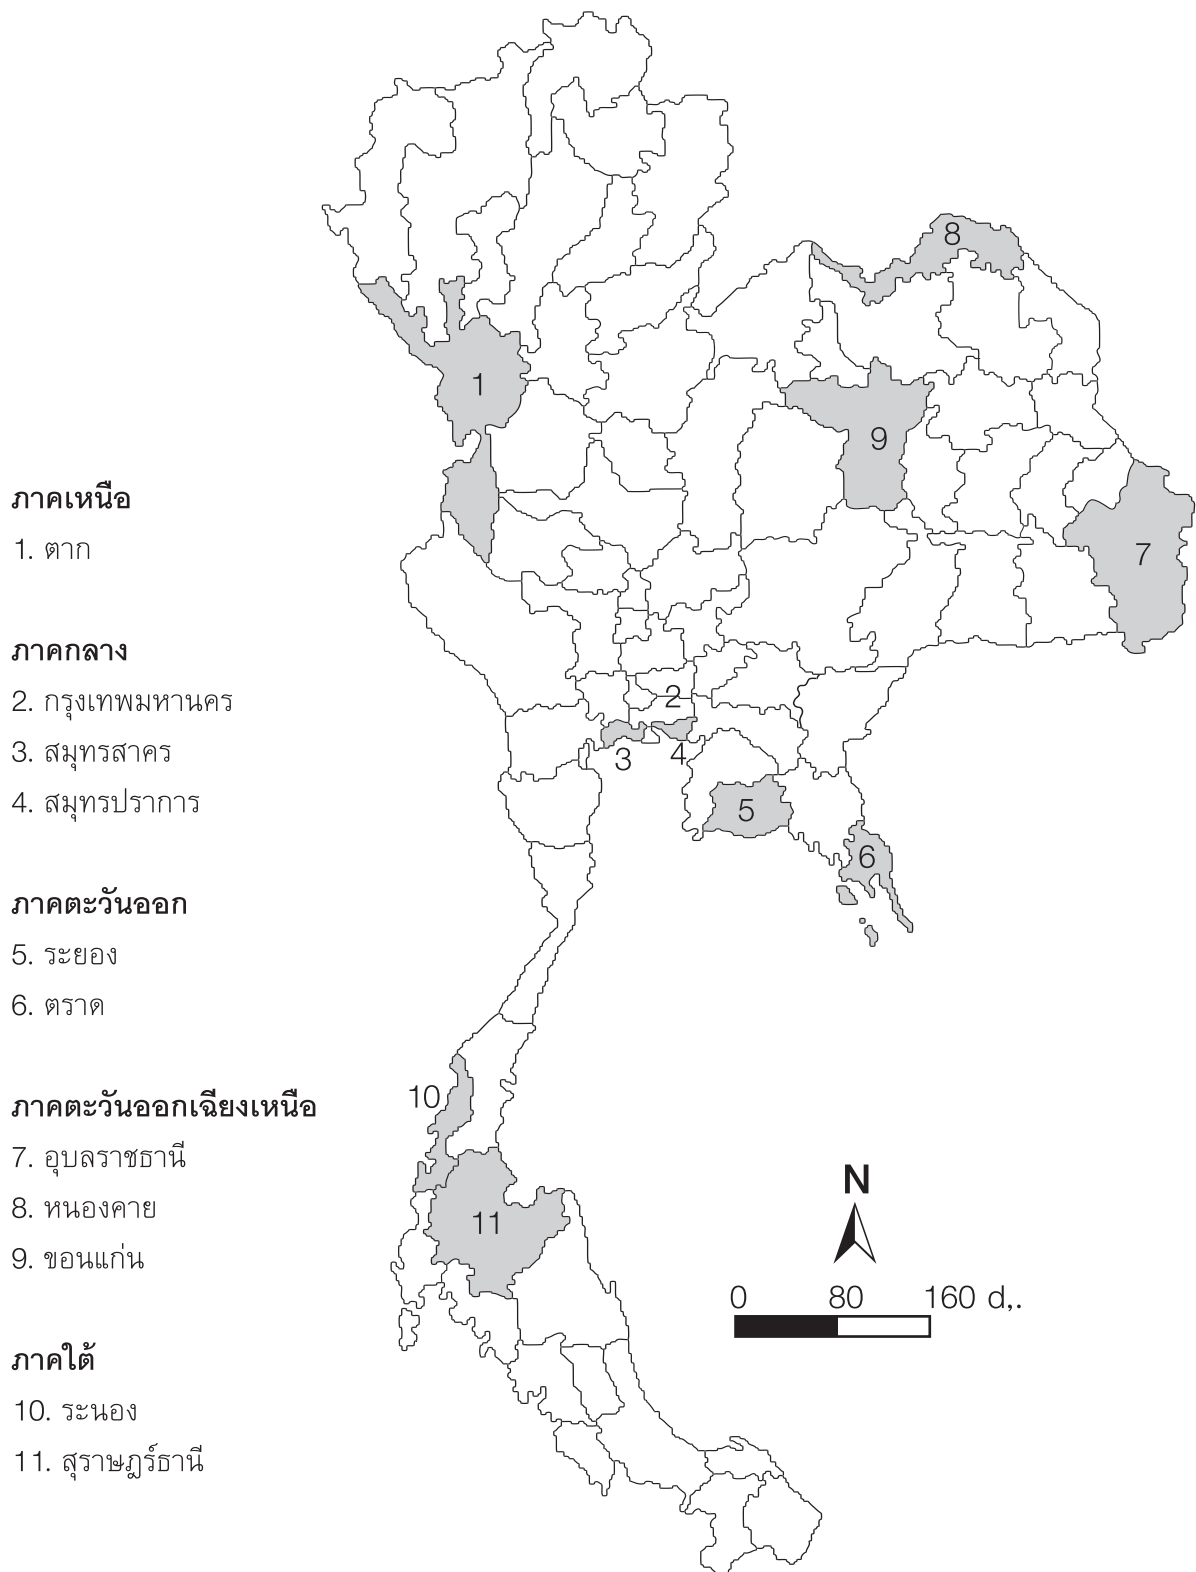 ภาคเหนือ
1. ตาก
ภาคกลาง
2. กรุงเทพมหานคร
3. สมุทรสาคร
4. สมุทรปราการ
ภาคตะวันออก
5. ระยอง
6. ตราด
ภาคตะวันออกเฉียงเหนือ
7. อุบลราชธานี
8. หนองคาย
9. ขอนแก่น
ภาคใต้
10. ระนอง
11. สุราษฎร์ธานี
8
1
9
7
2
3
4
5
6
10
11
N
0 80 160 d,.